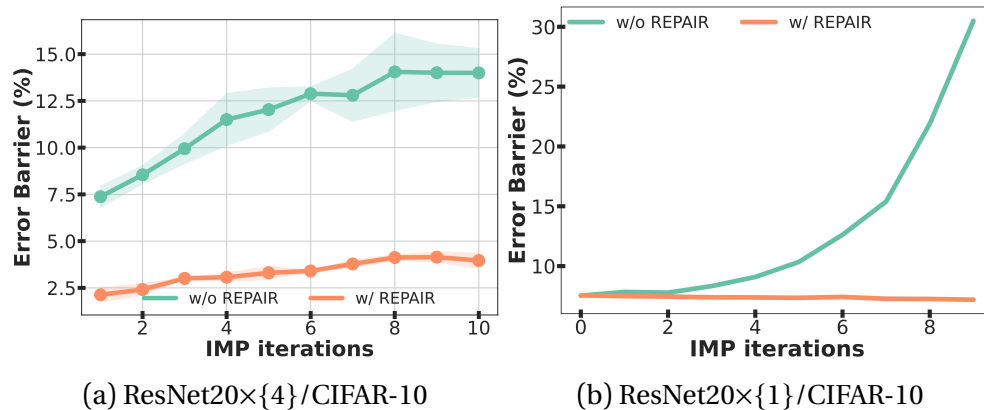 Error Barrier (%)
15.0
12.5
10.0
7.5
5.0
2.5
w/o REPAIR w/ REPAIR
2 4 6 8 10
IMP iterations
(a) ResNet20×{4}/CIFAR-10
w/o REPAIR w/ REPAIR
Error Barrier (%)
30
25
20
15
10
0 2 4 6 8
IMP iterations
(b) ResNet20×{1}/CIFAR-10